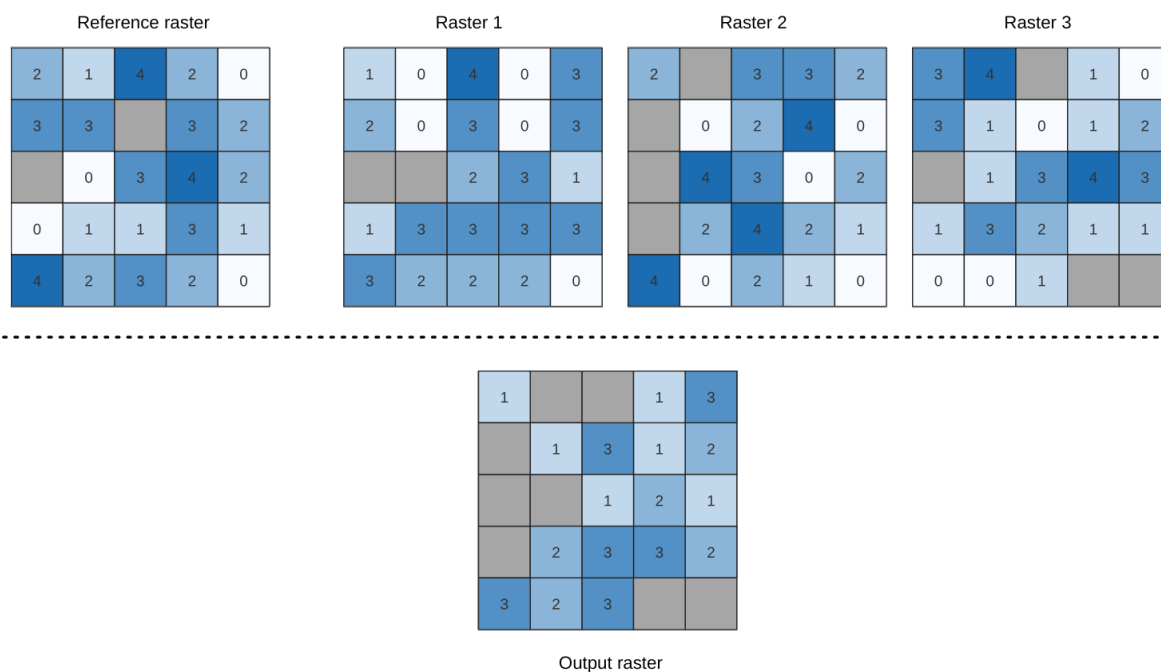 Reference raster Raster 1 Raster 2 Raster 3
2 1 4 2 0 1 0 4 0 3 2 3 3 2 3 4 1 0
3 3 3 2 2 0 3 0 3 0 2 4 0 3 1 0 1 2
0 3 4 2 2 3 1 4 3 0 2 1 3 4 3
0 1 1 3 1 1 3 3 3 3 2 4 2 1 1 3 2 1 1
4 2 3 2 0 3 2 2 2 0 4 0 2 1 0 0 0 1
1 1 3
1 3 1 2
1 2 1
2 3 3 2
3 2 3
Output raster